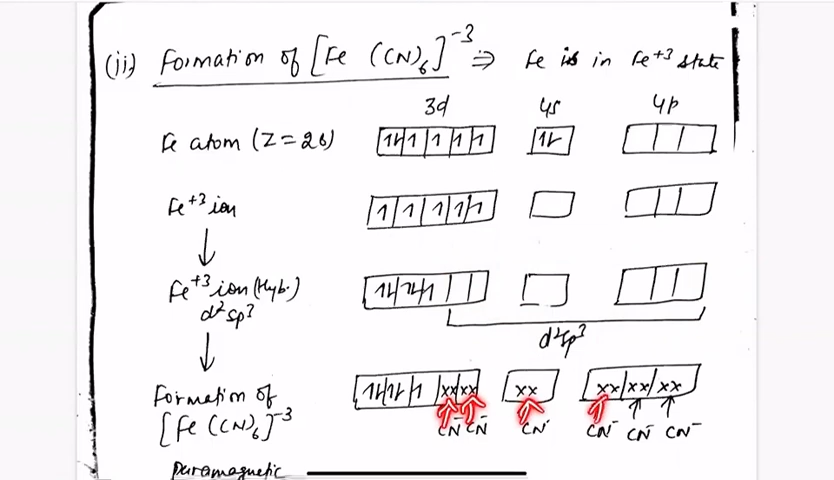 (ii) Formation of [Fe (CN)6]-3 ⇒ Fe is in Fe+3 state
3d 4s 4p
Fe atom (Z=26)
Fe+3 ion
Fe+3 ion (Hyb.)
d2sp3
d2sp3
Formation of xx xx xx xx xx xx
[Fe (CN)6]-3 CN- CN- CN- CN- CN- CN-
paramagnetic